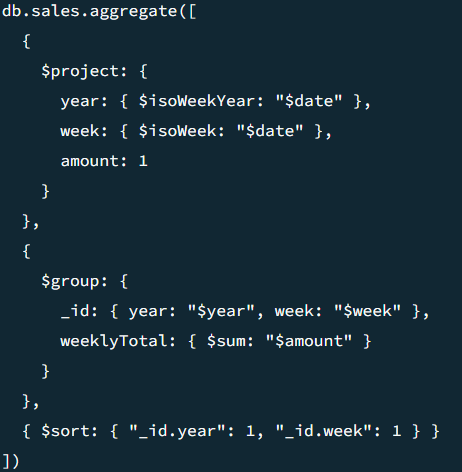 db.sales.aggregate([
  {
    $project: {
      year: { $isoWeekYear: "$date" },
      week: { $isoWeek: "$date" },
      amount: 1
    }
  },
  {
    $group: {
      _id: { year: "$year", week: "$week" },
      weeklyTotal: { $sum: "$amount" }
    }
  },
  { $sort: { "_id.year": 1, "_id.week": 1 } }
])